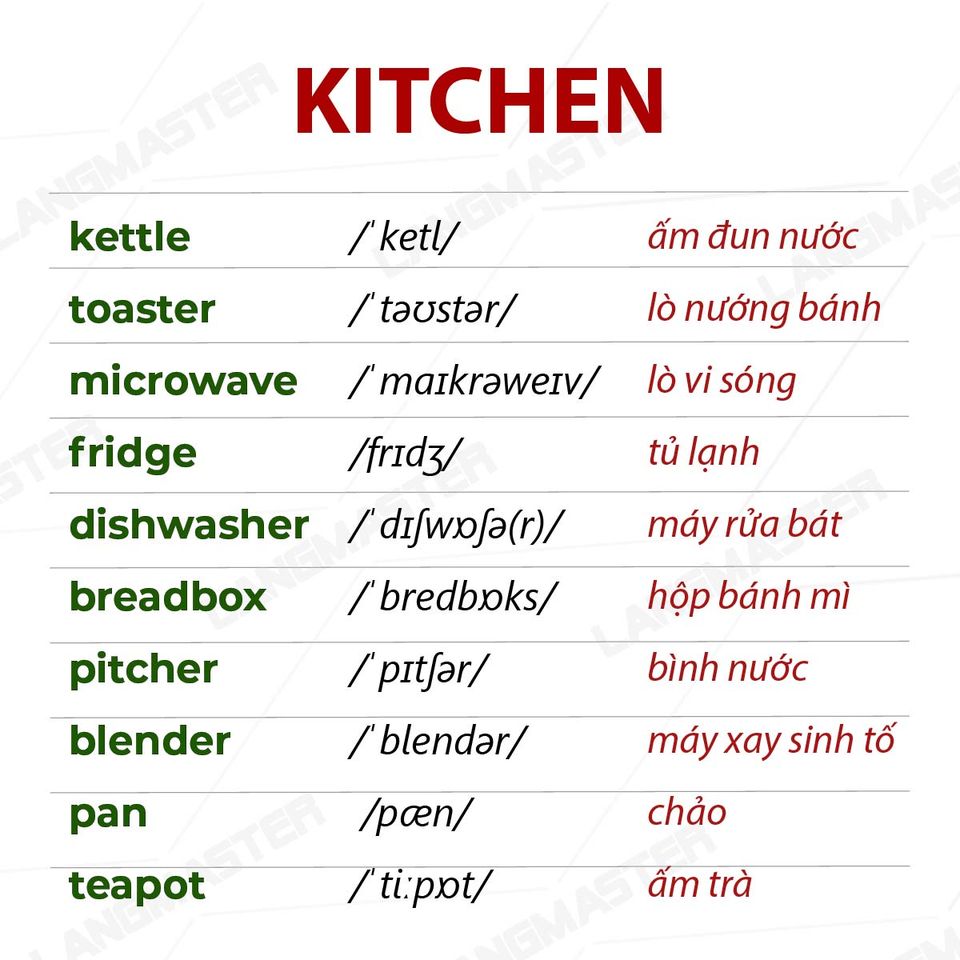 KITCHEN
kettle /ˈketl/ ấm đun nước
toaster /ˈtəʊstər/ lò nướng bánh
microwave /ˈmaɪkrəweɪv/ lò vi sóng
fridge /frɪdʒ/ tủ lạnh
dishwasher /ˈdɪʃwɒʃə(r)/ máy rửa bát
breadbox /ˈbredbɒks/ hộp bánh mì
pitcher /ˈpɪtʃər/ bình nước
blender /ˈblendər/ máy xay sinh tố
pan /pæn/ chảo
teapot /ˈtiːpɒt/ ấm trà
LANGMASTER